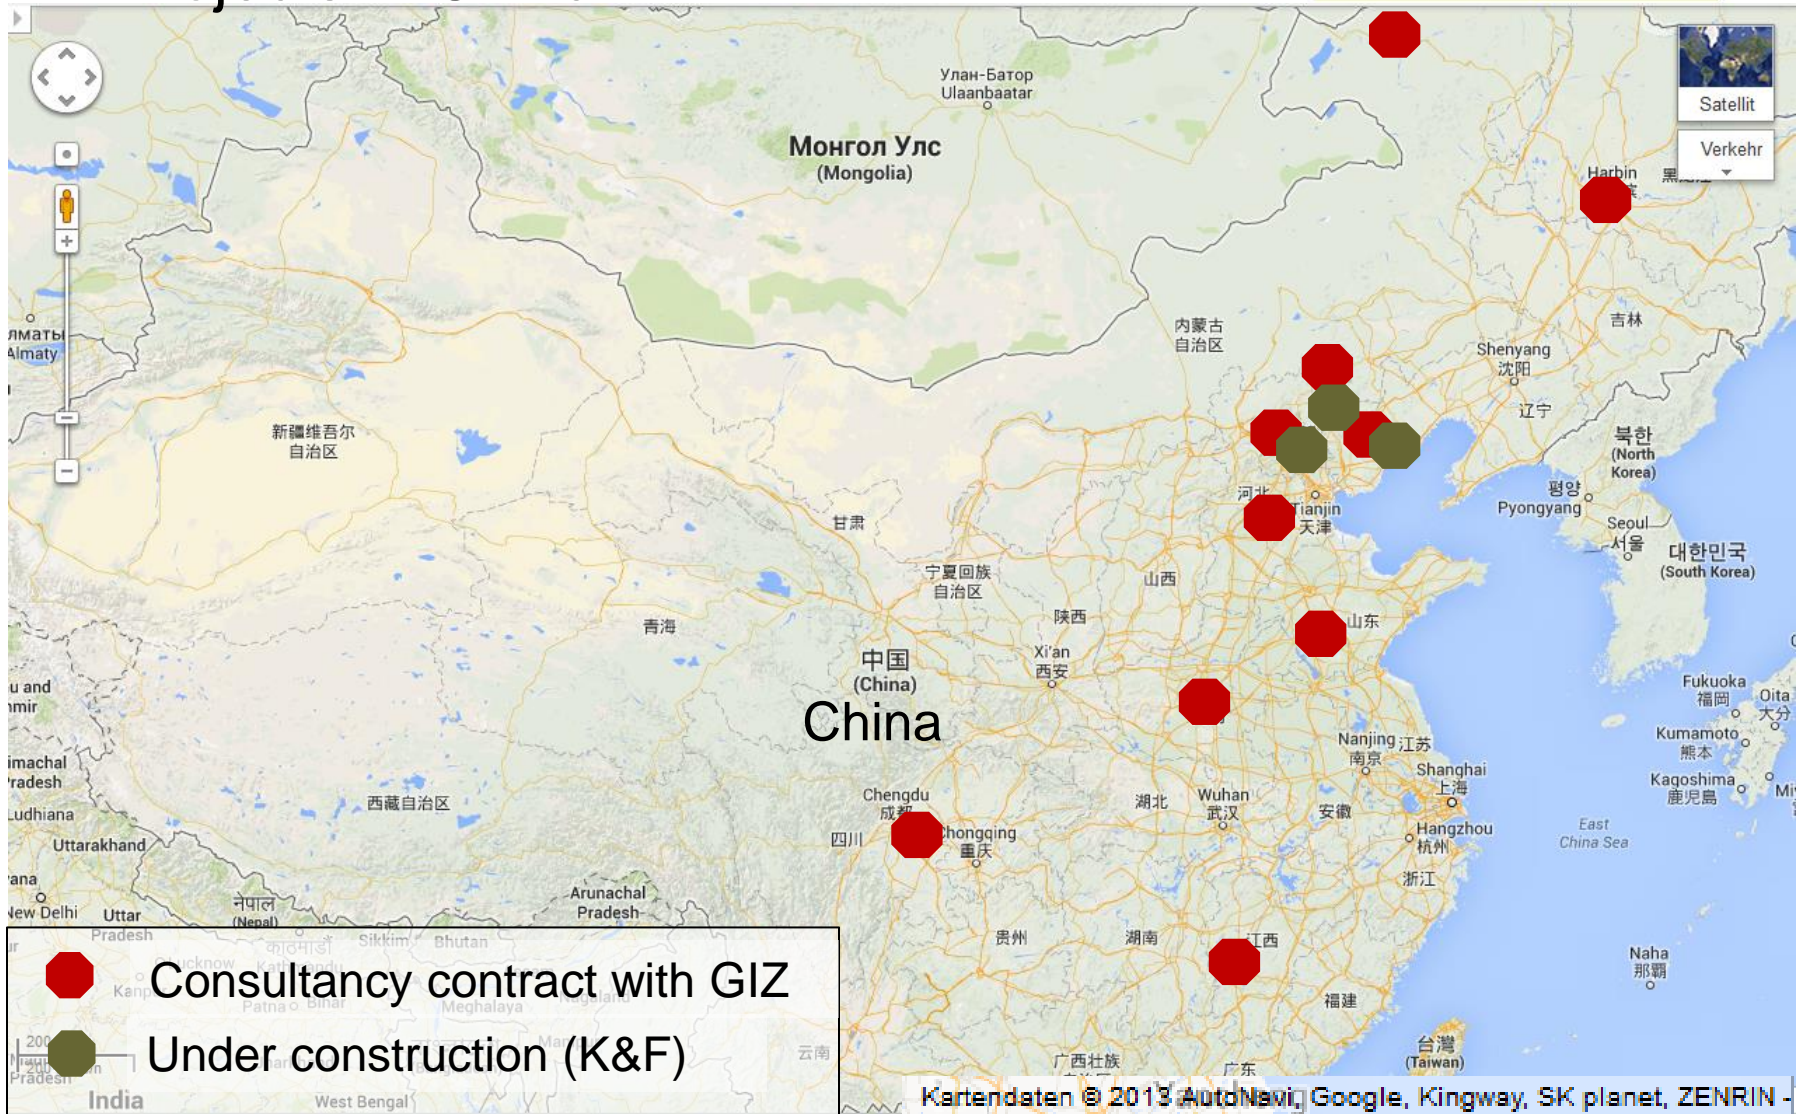 Улан-Батор
Ulaanbaatar
Монгол Улс
(Mongolia)
Satellit
Verkehr
Harbin
Almaty
内蒙古
自治区
吉林
Shenyang
沈阳
辽宁
新疆维吾尔
自治区
북한
(North
Korea)
평양
Pyongyang
河北
Tianjin
天津
甘肃
Seoul
서울
대한민국
(South Korea)
宁夏回族
自治区
山西
陕西
山东
青海
Xi'an
西安
中国
(China)
China
Fukuoka
福岡
Oita
大分
Kumamoto
熊本
Kagoshima
鹿児島
Nanjing
南京
江苏
Shanghai
上海
Pradesh
西藏自治区
Chengdu
成都
四川
Chongqing
重庆
湖北
Wuhan
武汉
安徽
Hangzhou
杭州
浙江
East
China Sea
Uttarakhand
New Delhi
Uttar
Pradesh
नेपाल
(Nepal)
Arunachal
Pradesh
Sikkim
Bhutan
贵州
湖南
江西
福建
Naha
那覇
Consultancy contract with GIZ
Patna
Bihar
Meghalaya
Nagaland
Under construction (K&F)
云南
广西壮族
广东
台灣
(Taiwan)
India
West Bengal
Kartendaten © 2013 AutoNavi, Google, Kingway, SK planet, ZENRIN -